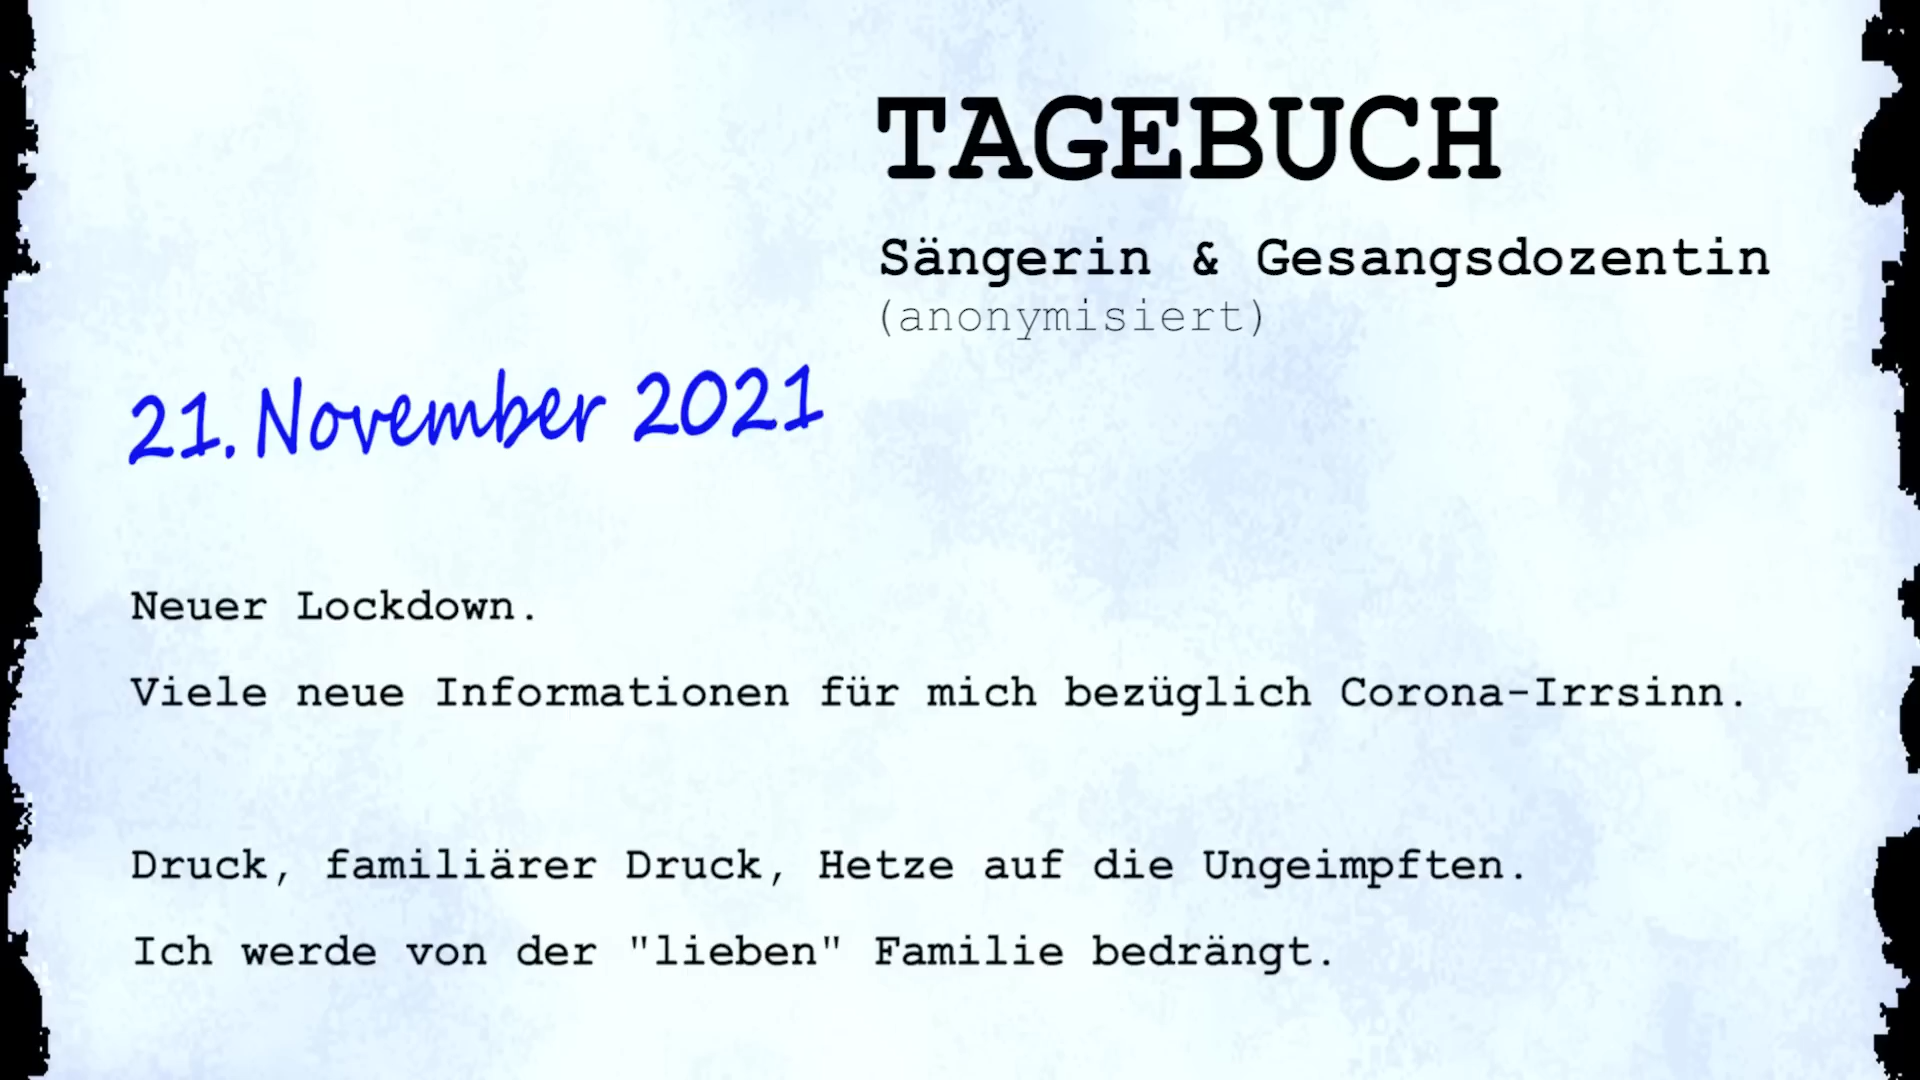 TAGEBUCH
Sängerin & Gesangsdozentin
(anonymisiert)
21. November 2021
Neuer Lockdown.
Viele neue Informationen für mich bezüglich Corona-Irrsinn.
Druck, familiärer Druck, Hetze auf die Ungeimpften.
Ich werde von der "lieben" Familie bedrängt.